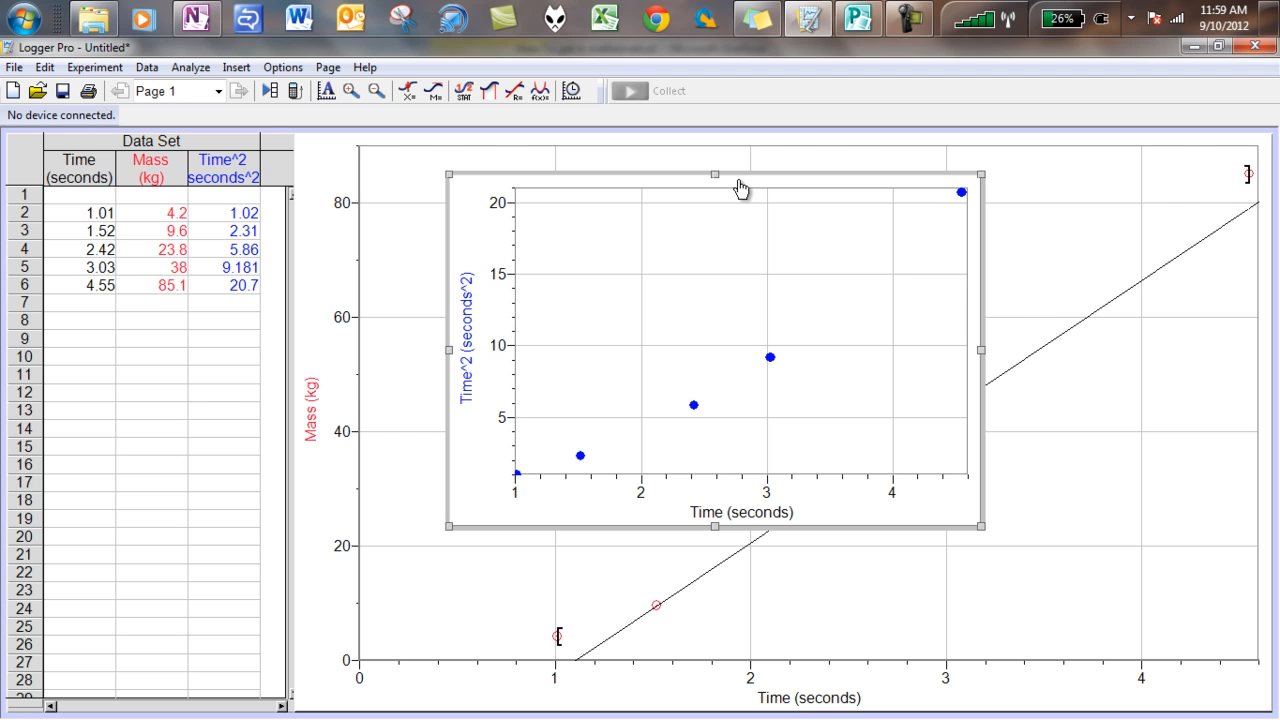 11:59 AM
26%
9/10/2012
Logger Pro - Untitled*
File Edit Experiment Data Analyze Insert Options Page Help
Page 1
X= M= STAT R= f(x)= Collect
No device connected.
Data Set
Time Mass Time^2
(seconds) (kg) seconds^2
1
2 1.01 4.2 1.02
3 1.52 9.6 2.31
4 2.42 23.8 5.86
5 3.03 38 9.181
6 4.55 85.1 20.7
7
8
9
10
11
12
13
14
15
16
17
18
19
20
21
22
23
24
25
26
27
28
29
Mass (kg)
80
60
40
20
0
0 1 2 3 4
Time (seconds)
Time^2 (seconds^2)
20
15
10
5
1 2 3 4
Time (seconds)